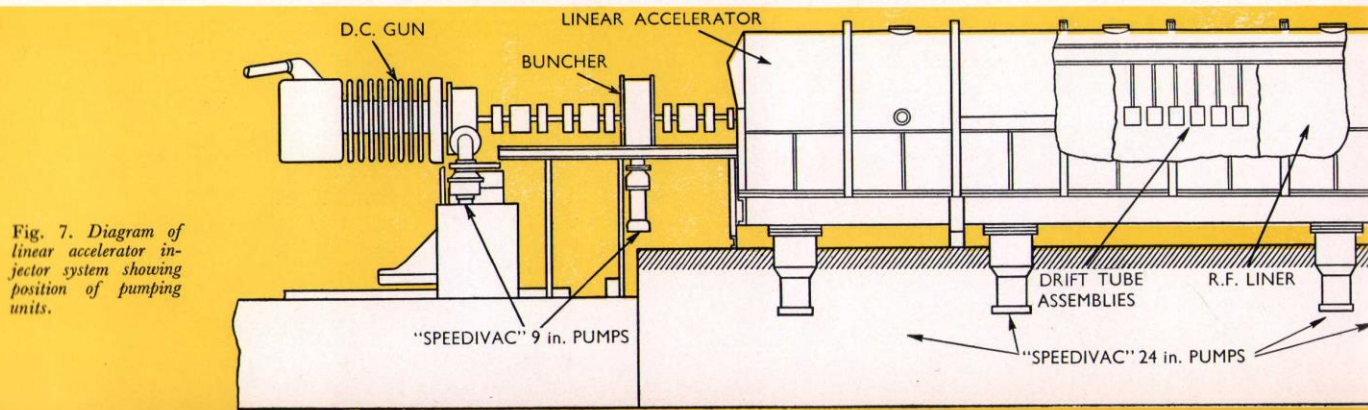 D.C. GUN
LINEAR ACCELERATOR
BUNCHER
Fig. 7. Diagram of
linear accelerator in-
jector system showing
position of pumping
units.
"SPEEDIVAC" 9 in. PUMPS
DRIFT TUBE
ASSEMBLIES
R.F. LINER
"SPEEDIVAC" 24 in. PUMPS